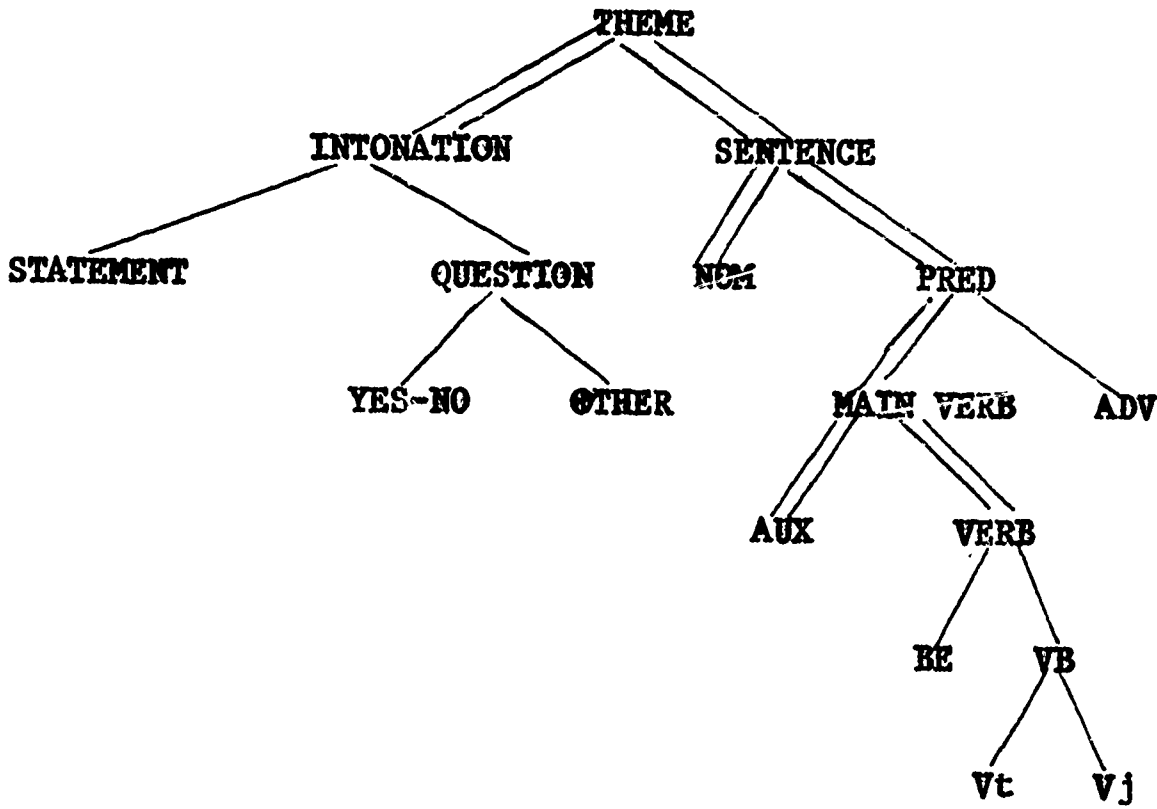 THEME
INTONATION SENTENCE
STATEMENT QUESTION NOM PRED
YES-NO OTHER MAIN VERB ADV
AUX VERB
BE VB
Vt Vj